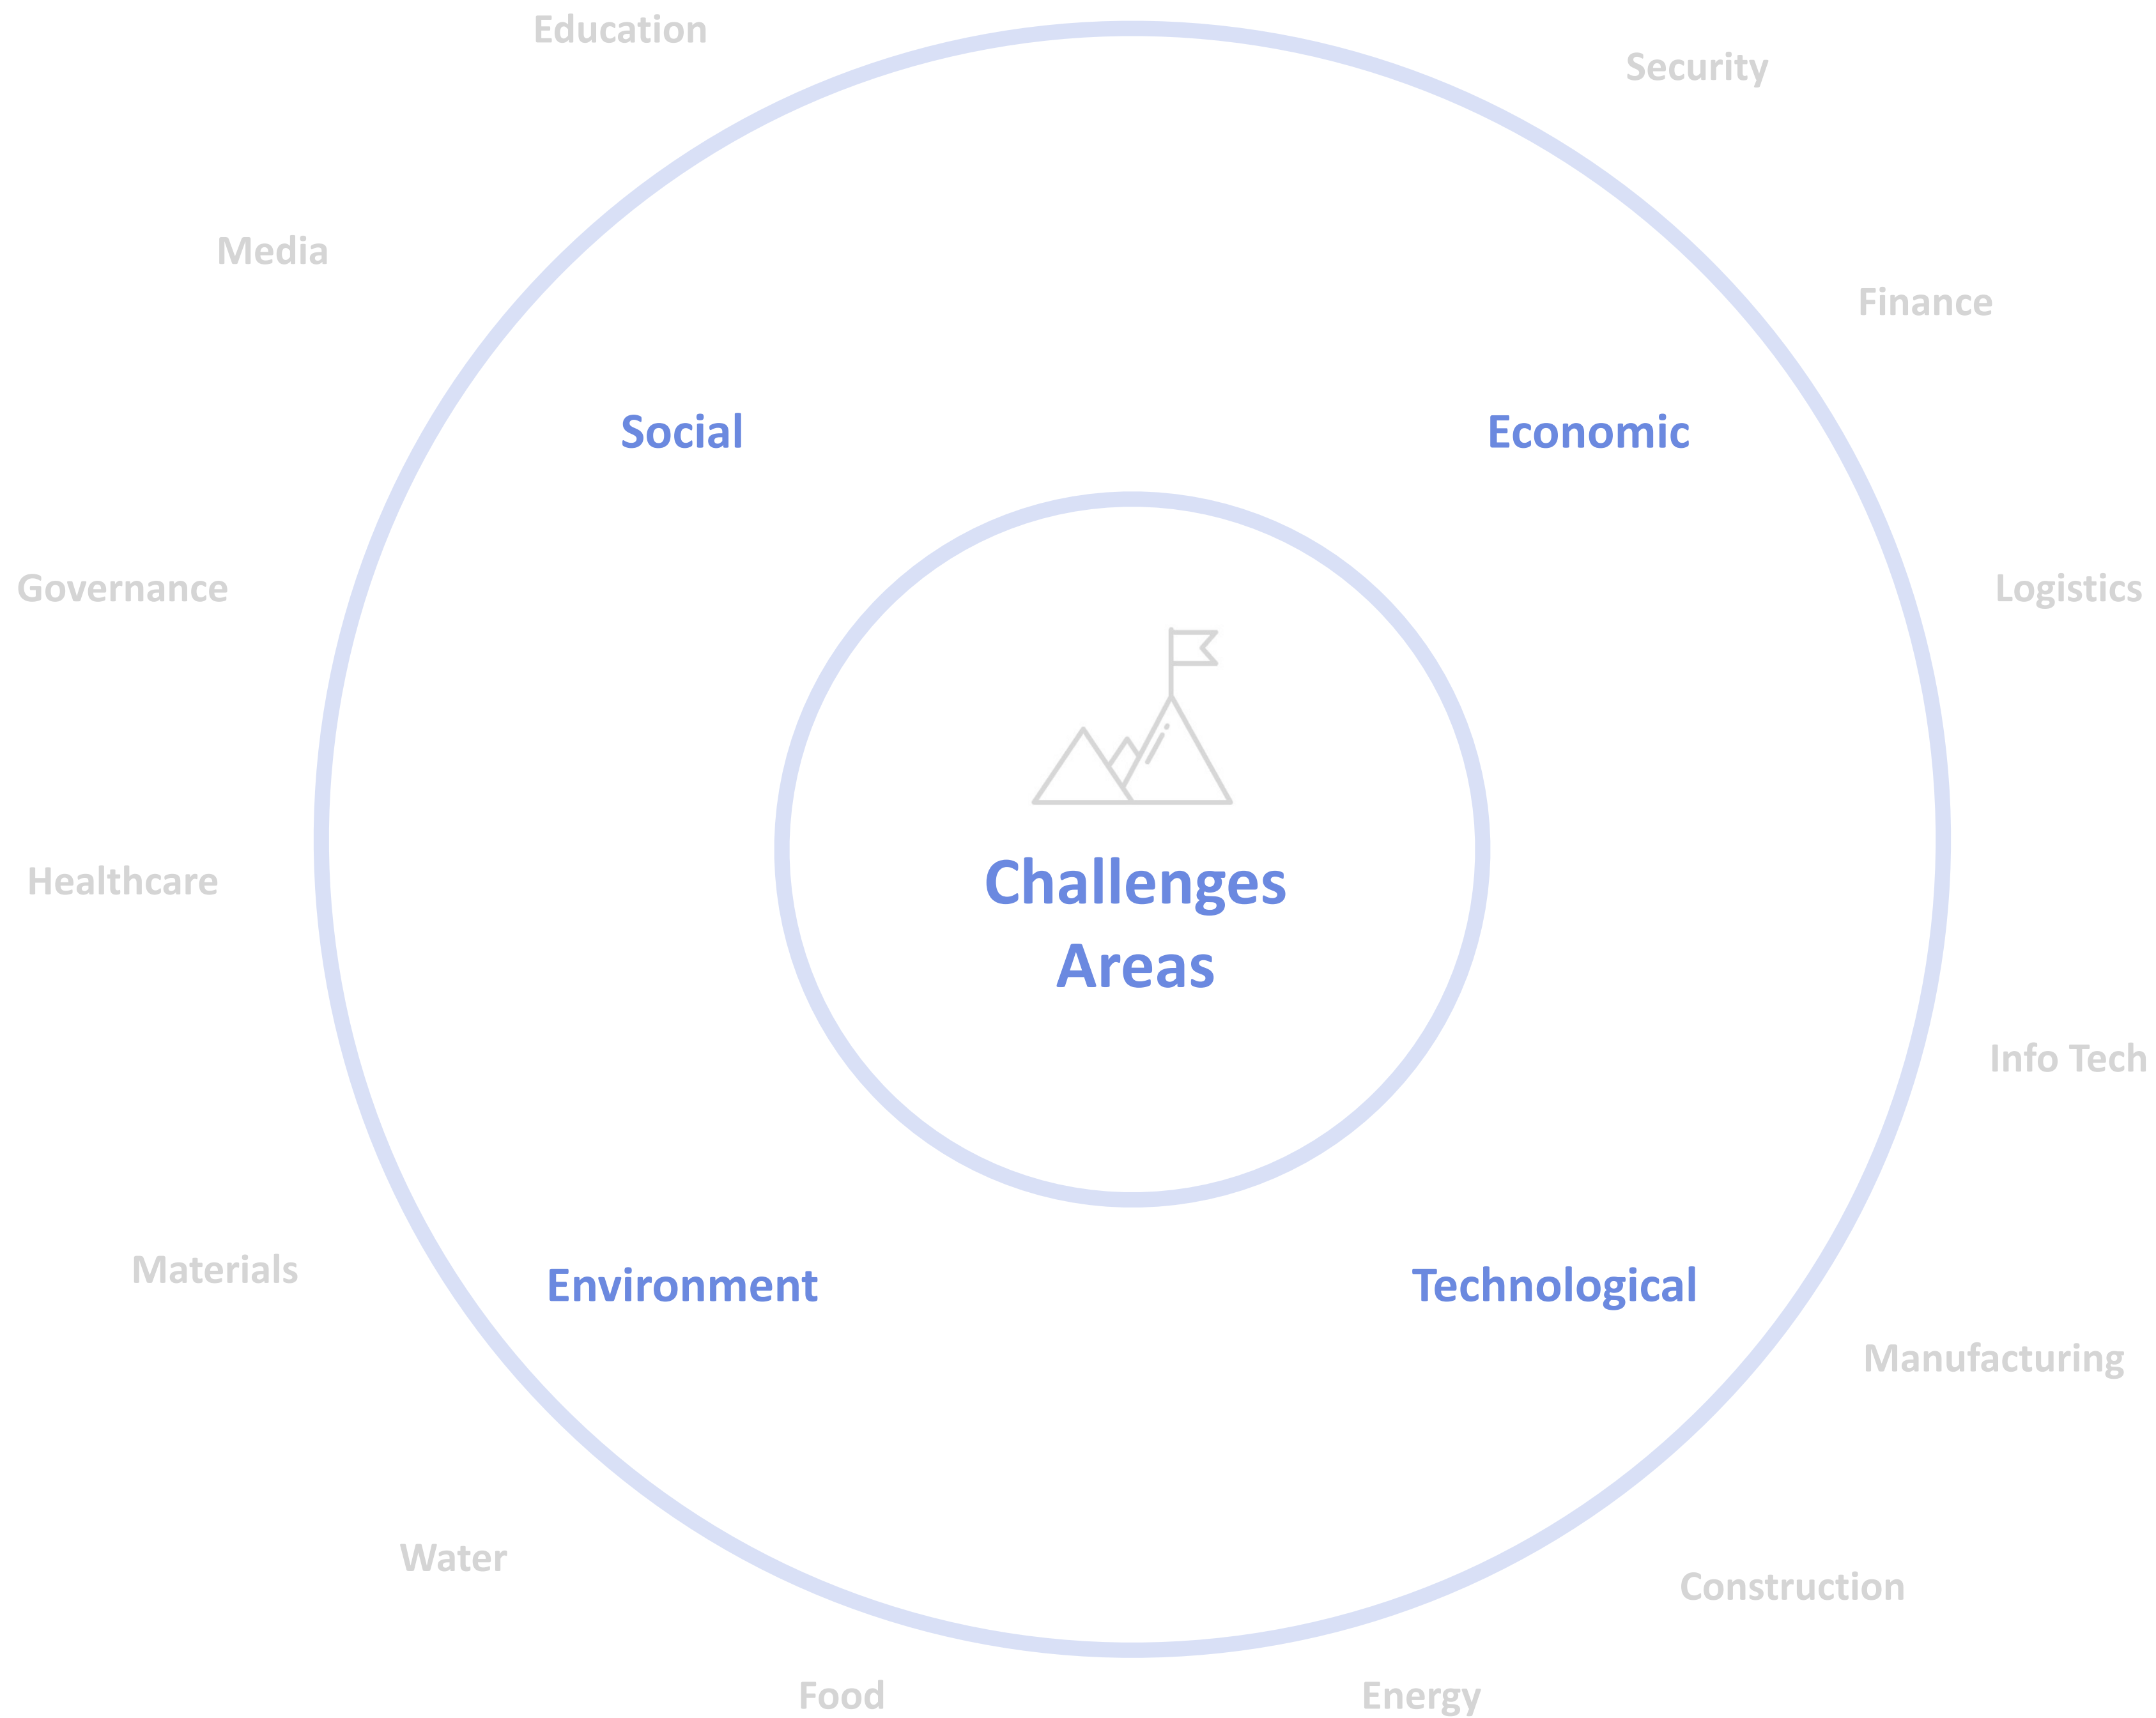 Education
Security
Media
Finance
Social
Economic
Governance
Logistics
Challenges
Areas
Healthcare
Info Tech
Materials
Environment
Technological
Manufacturing
Water
Construction
Food
Energy